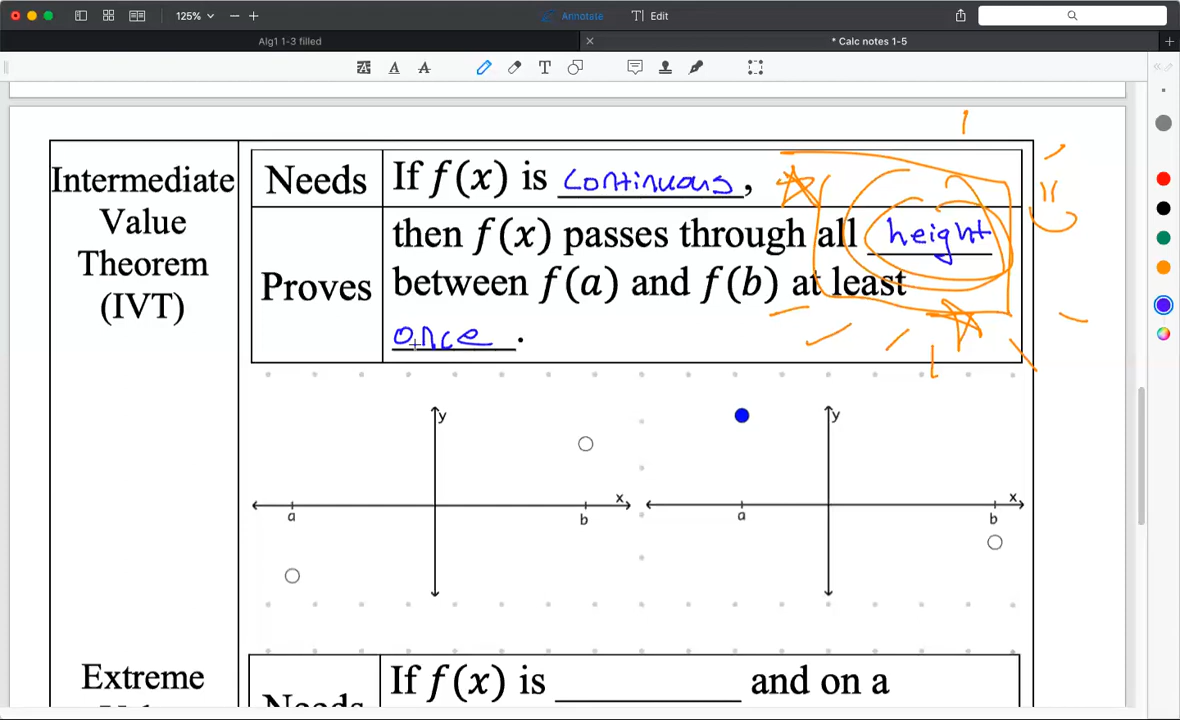 125%
Annotate
T| Edit
Alg1 1-3 filled
* Calc notes 1-5
A A A T
Intermediate
Value
Theorem
(IVT)
Needs
If f(x) is continuous,
Proves
then f(x) passes through all height
between f(a) and f(b) at least
once.
y
x
a
b
y
x
a
b
Extreme
If f(x) is _____ and on a
Needs